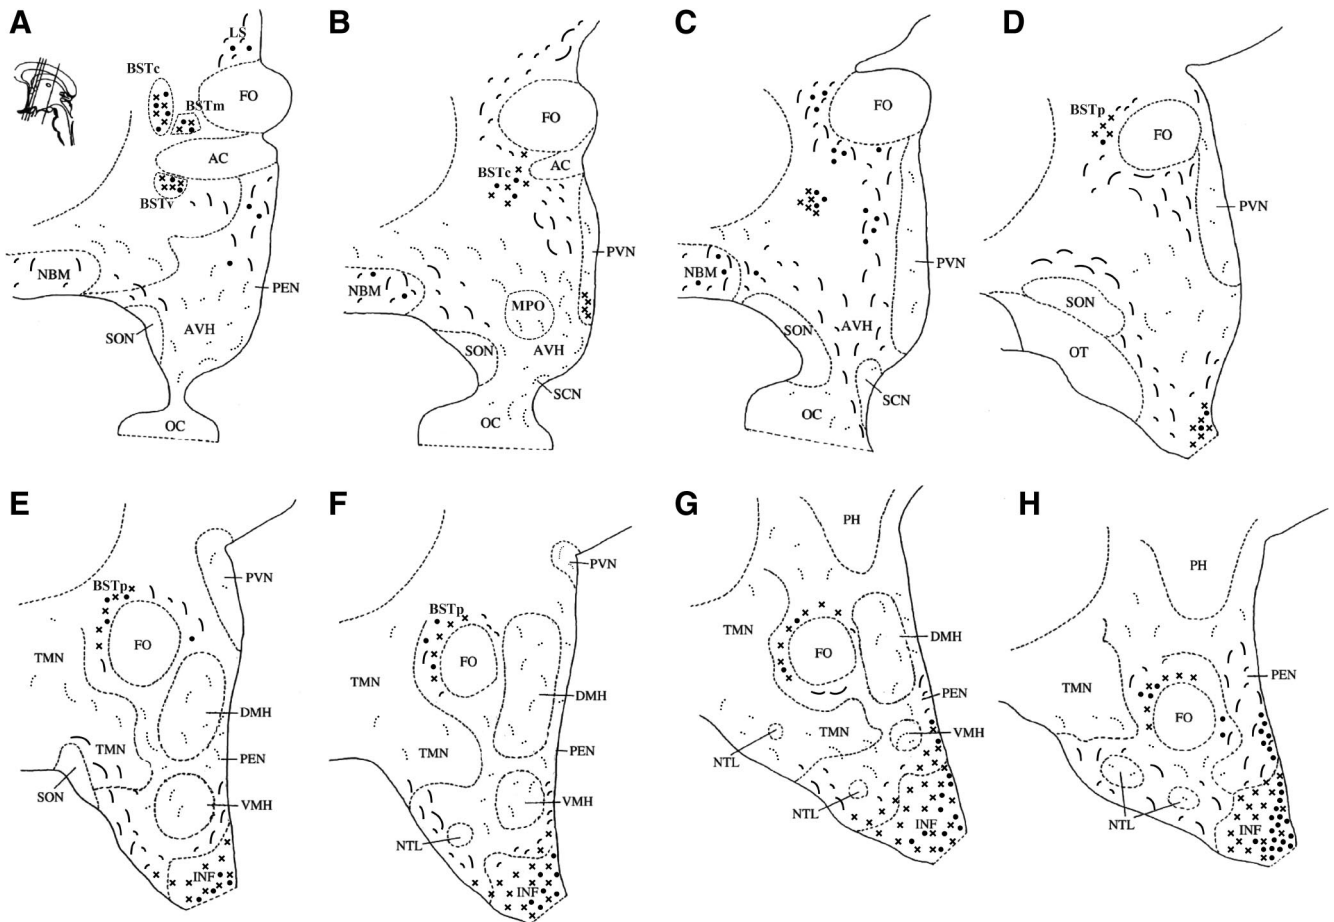 A
LS
BSTc
BSTm
FO
AC
BSTv
NBM
PEN
SON
AVH
OC
B
FO
AC
BSTc
PVN
NBM
MPO
SON
AVH
SCN
OC
C
FO
PVN
NBM
SON
AVH
SCN
OC
D
BSTp
FO
PVN
SON
OT
E
PVN
BSTp
FO
TMN
DMH
TMN
PEN
SON
VMH
INF
F
PVN
BSTp
FO
TMN
DMH
TMN
PEN
VMH
NTL
INF
G
PH
TMN
FO
DMH
PEN
TMN
VMH
NTL
NTL
INF
H
PH
TMN
PEN
FO
NTL
INF